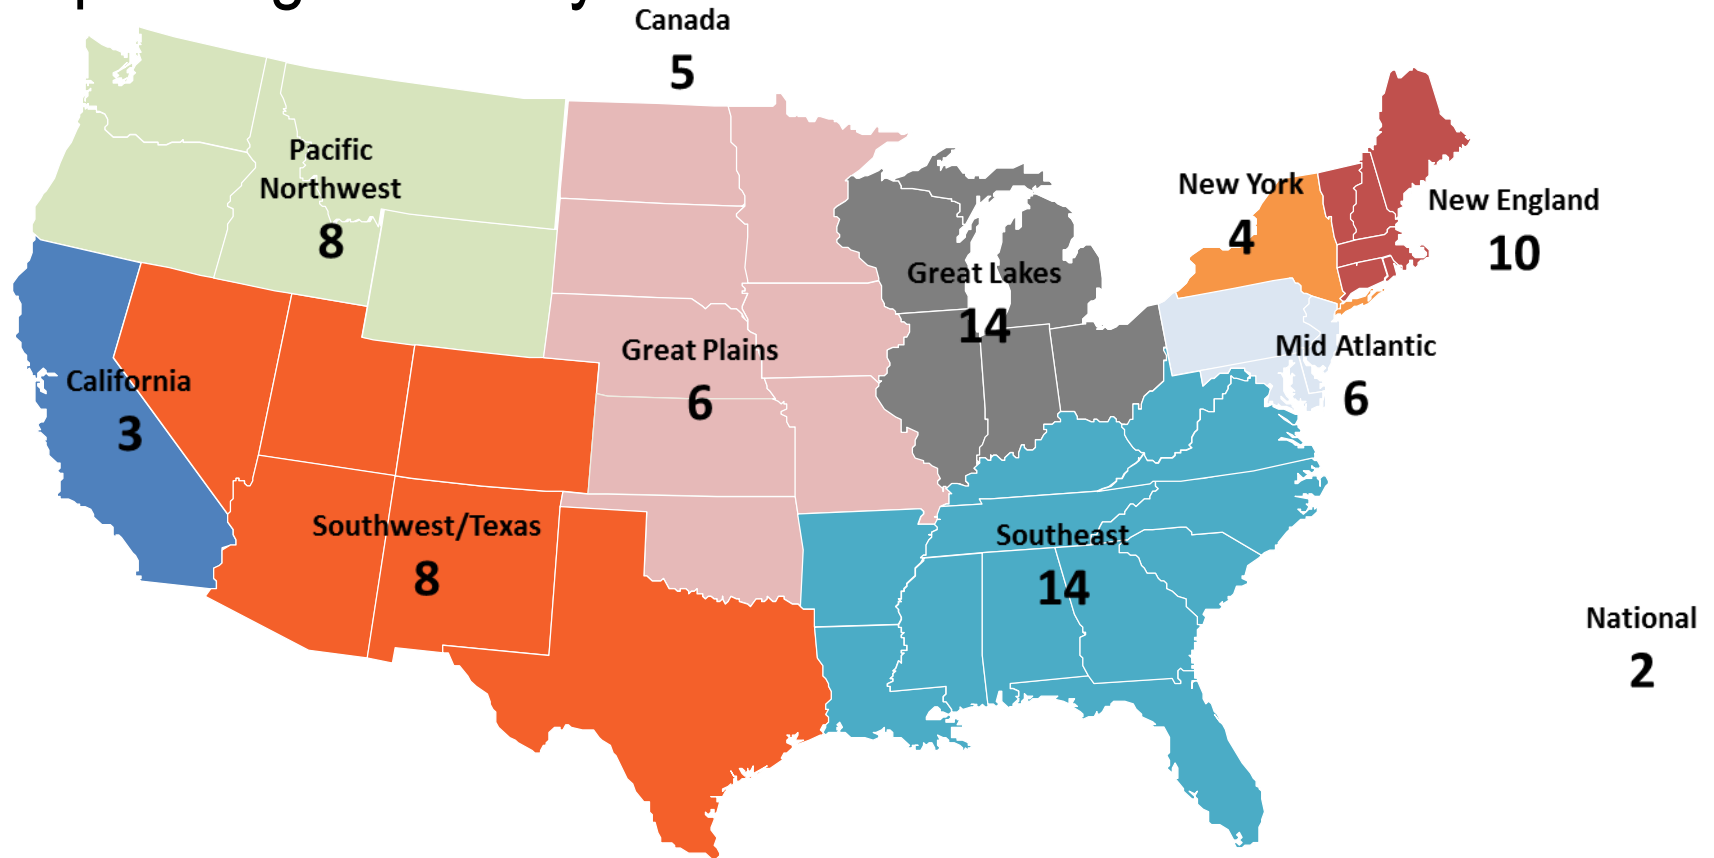 Canada
5
Pacific
Northwest
8
New York
4
New England
10
Great Lakes
14
Great Plains
6
Mid Atlantic
6
California
3
Southwest/Texas
8
Southeast
14
National
2